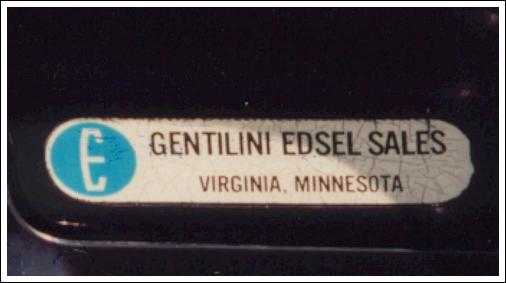 E
GENTILINI EDSEL SALES
VIRGINIA, MINNESOTA